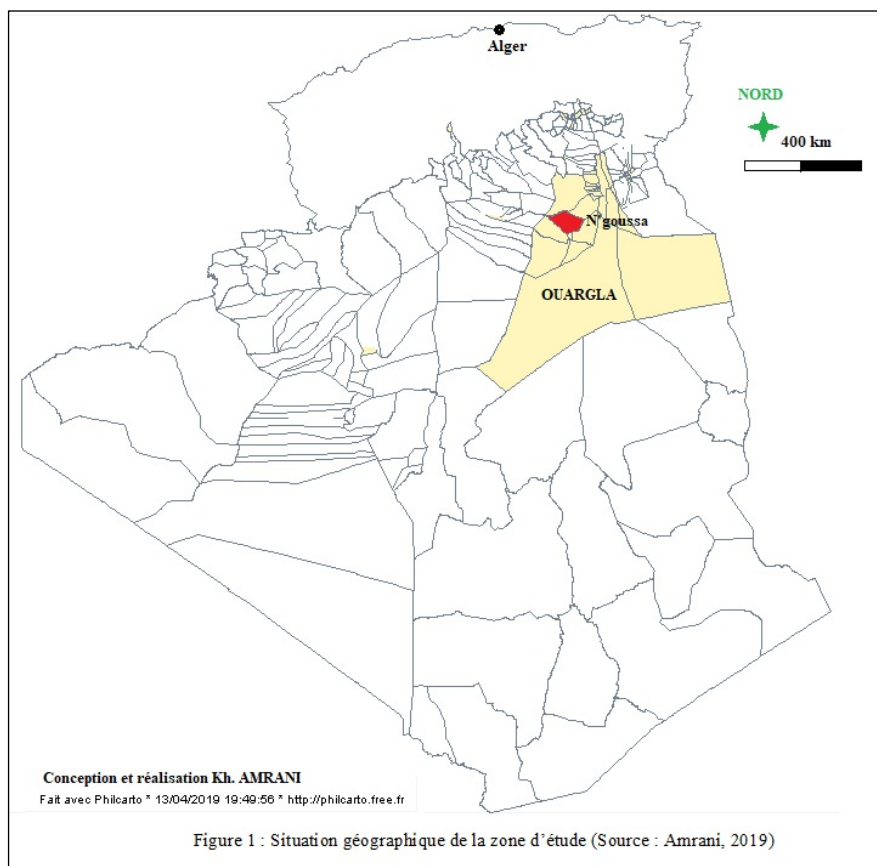 Alger
NORD
400 km
N'goussa
OUARGLA
Conception et réalisation Kh. AMRANI
Fait avec Philcarto * 13/04/2019 19:49:56 * http://philcarto.free.fr
Figure 1 : Situation géographique de la zone d'étude (Source : Amrani, 2019)